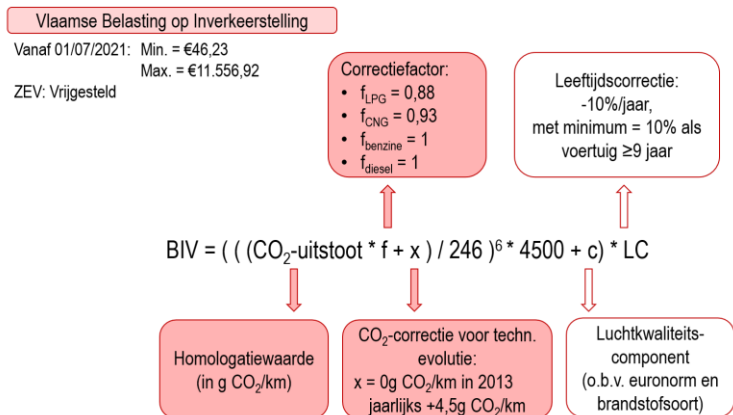 Vlaamse Belasting op Inverkeerstelling
Vanaf 01/07/2021: Min. = €46,23
Max. = €11.556,92
ZEV: Vrijgesteld
Correctiefactor:
• fLPG = 0,88
• fCNG = 0,93
• fbenzine = 1
• fdiesel = 1
Leeftijdscorrectie:
-10%/jaar,
met minimum = 10% als
voertuig ≥9 jaar
BIV = ( ( (CO₂-uitstoot * f + x ) / 246 )⁶ * 4500 + c) * LC
Homologatiewaarde
(in g CO₂/km)
CO₂-correctie voor techn.
evolutie:
x = 0g CO₂/km in 2013
jaarlijks +4,5g CO₂/km
Luchtkwaliteits-
component
(o.b.v. euronorm en
brandstofsoort)